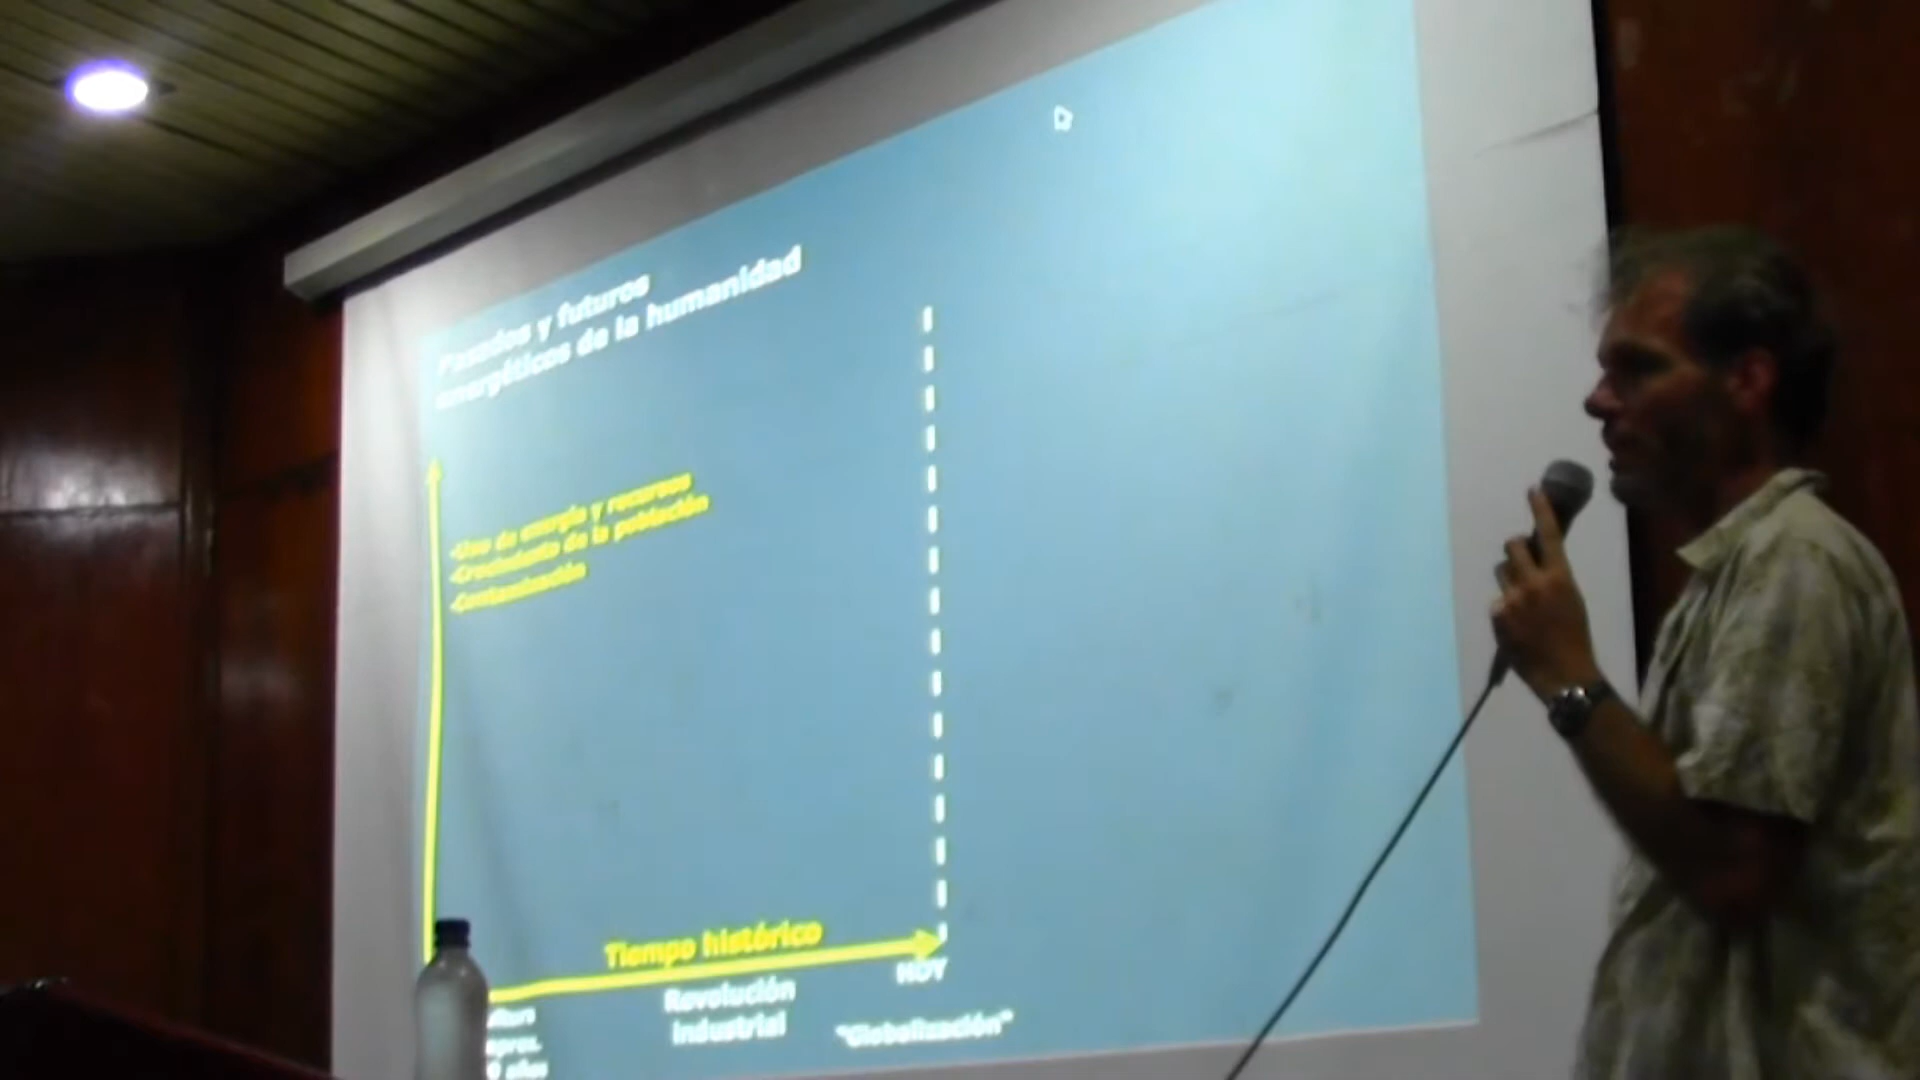 Pasados y futuros
energéticos de la humanidad
-Uso de energía y recursos
-Crecimiento de la población
-Contaminación
Tiempo histórico
HOY
Revolución
industrial
"Globalización"
años